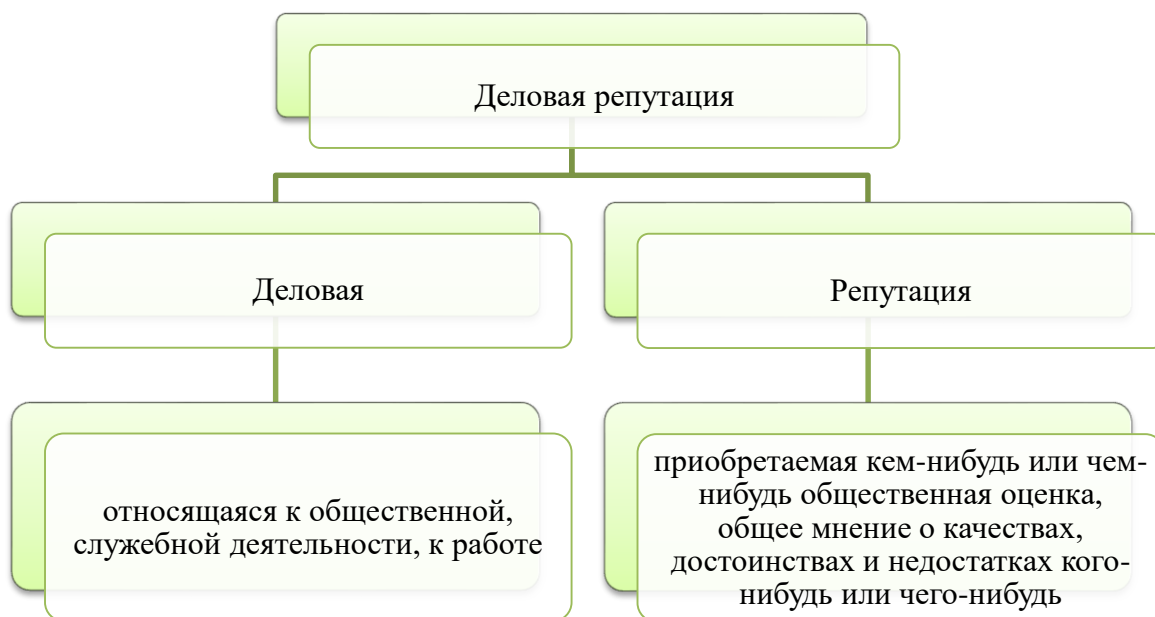 Деловая репутация
Деловая
Репутация
относящаяся к общественной,
служебной деятельности, к работе
приобретаемая кем-нибудь или чем-
нибудь общественная оценка,
общее мнение о качествах,
достоинствах и недостатках кого-
нибудь или чего-нибудь